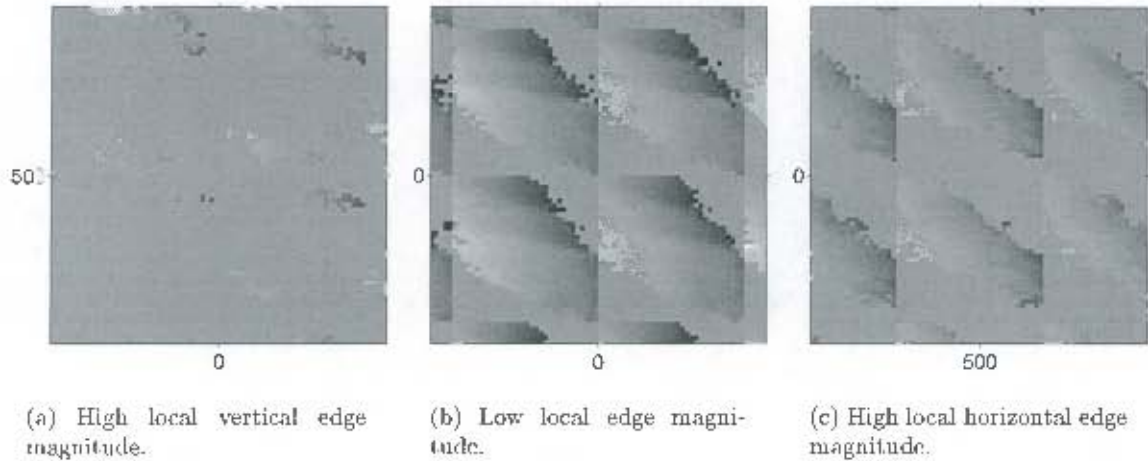 50
0
0
0
0
500
(a) High local vertical edge
magnitude.
(b) Low local edge magni-
tude.
(c) High local horizontal edge
magnitude.